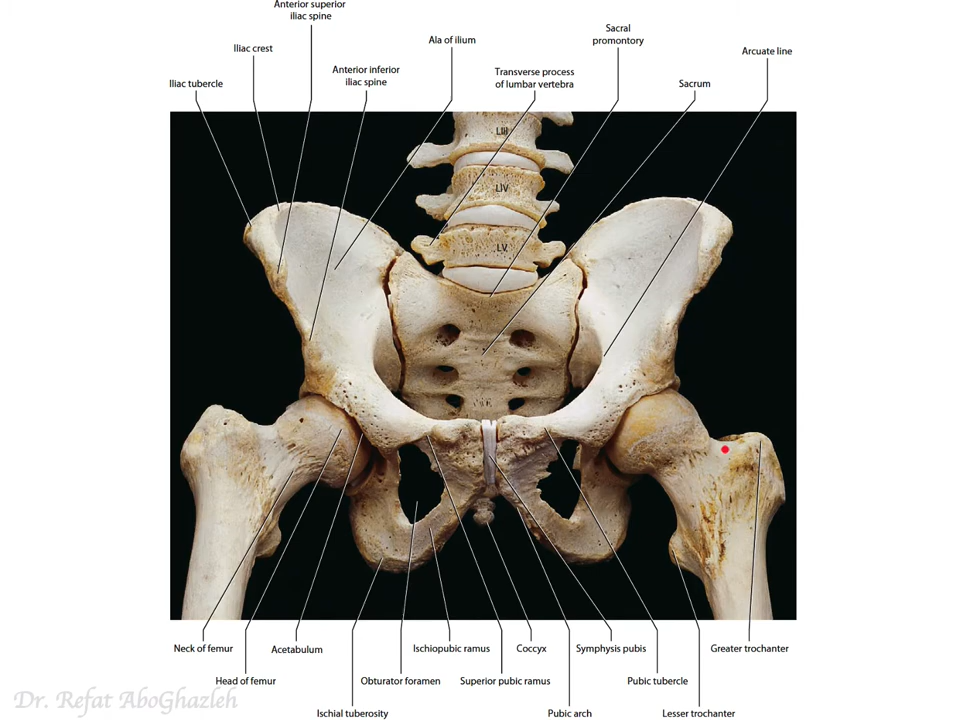 Anterior superior
iliac spine
Iliac crest
Iliac tubercle
Anterior inferior
iliac spine
Ala of ilium
Transverse process
of lumbar vertebra
Sacral
promontory
Sacrum
Arcuate line
LIII
LIV
LV
Neck of femur
Acetabulum
Ischiopubic ramus
Coccyx
Symphysis pubis
Greater trochanter
Head of femur
Obturator foramen
Superior pubic ramus
Pubic tubercle
Ischial tuberosity
Pubic arch
Lesser trochanter
Dr. Refat AboGhazleh